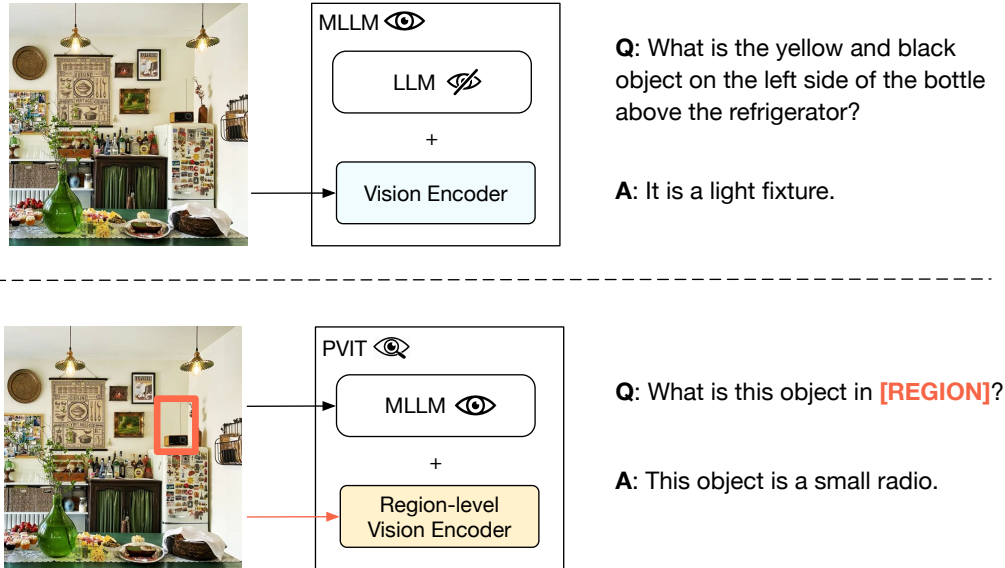 MLLM
LLM
+
Vision Encoder
Q: What is the yellow and black
object on the left side of the bottle
above the refrigerator?
A: It is a light fixture.
PVIT
MLLM
+
Region-level
Vision Encoder
Q: What is this object in [REGION]?
A: This object is a small radio.